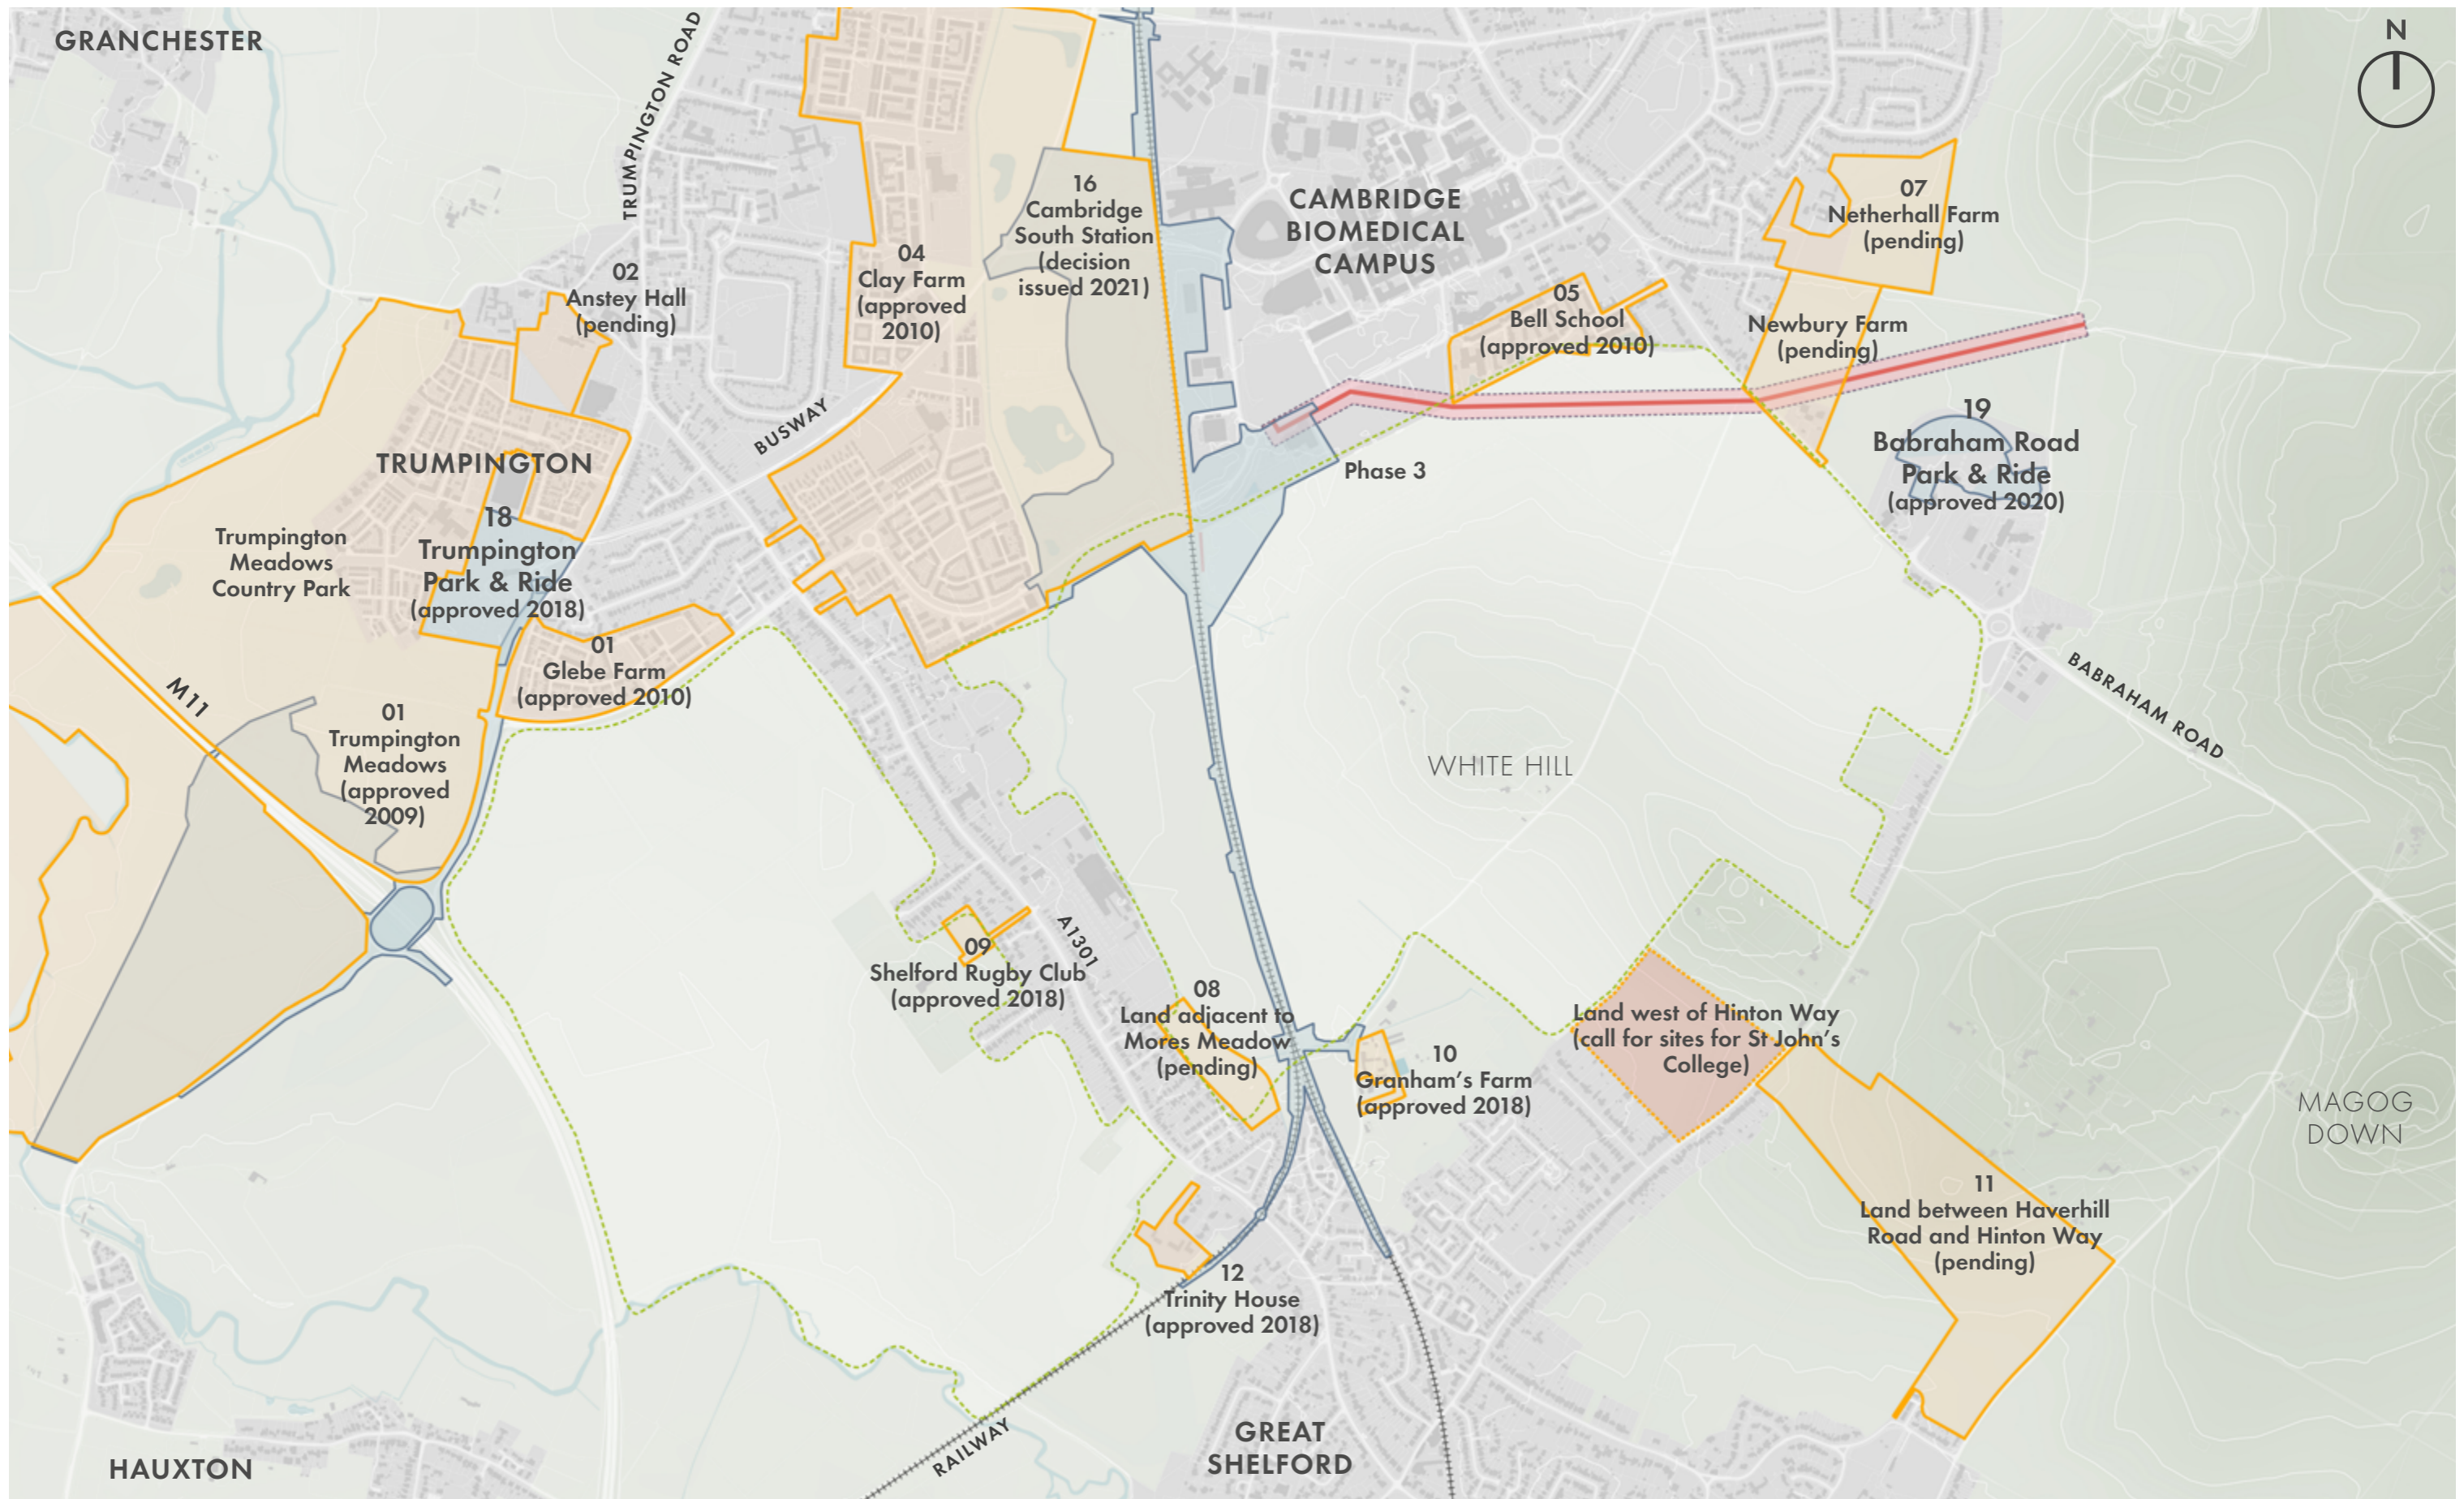 GRANCHESTER
N
TRUMPINGTON ROAD
16
Cambridge
South Station
(decision
issued 2021)
CAMBRIDGE
BIOMEDICAL
CAMPUS
07
Netherhall Farm
(pending)
04
Clay Farm
(approved
2010)
02
Anstey Hall
(pending)
05
Bell School
(approved 2010)
Newbury Farm
(pending)
BUSWAY
19
Babraham Road
Park & Ride
(approved 2020)
TRUMPINGTON
Phase 3
18
Trumpington
Park & Ride
(approved 2018)
Trumpington
Meadows
Country Park
01
Glebe Farm
(approved 2010)
M11
01
Trumpington
Meadows
(approved
2009)
BABRAHAM ROAD
WHITE HILL
A1301
09
Shelford Rugby Club
(approved 2018)
08
Land adjacent to
Mores Meadow
(pending)
10
Granham's Farm
(approved 2018)
Land west of Hinton Way
(call for sites for St John's
College)
MAGOG
DOWN
11
Land between Haverhill
Road and Hinton Way
(pending)
12
Trinity House
(approved 2018)
RAILWAY
GREAT
SHELFORD
HAUXTON